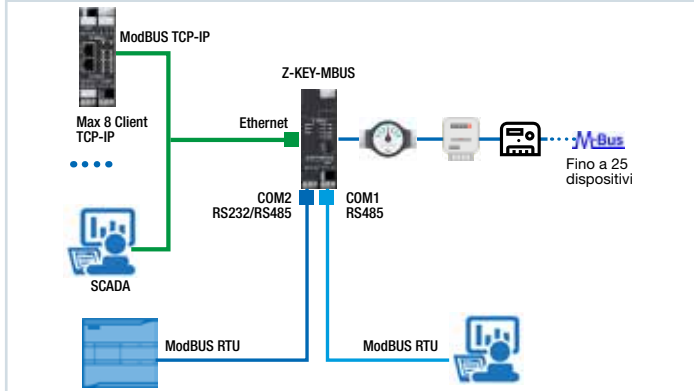 ModBUS TCP-IP
Z-KEY-MBUS
Max 8 Client
TCP-IP
Ethernet
M-Bus
Fino a 25
dispositivi
COM2
RS232/RS485
COM1
RS485
SCADA
ModBUS RTU
ModBUS RTU